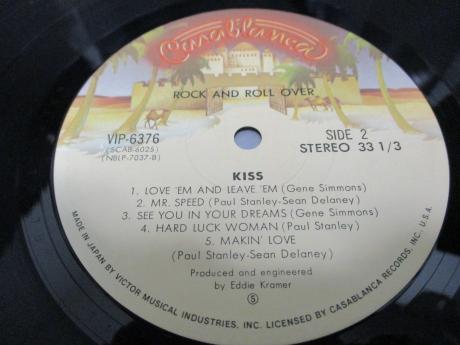 Casablanca
ROCK AND ROLL OVER
VIP-6376
(SCAB-6025)
(NBLP-7037-B)
SIDE 2
STEREO 33 1/3
KISS
1. LOVE 'EM AND LEAVE 'EM (Gene Simmons)
2. MR. SPEED (Paul Stanley-Sean Delaney)
3. SEE YOU IN YOUR DREAMS (Gene Simmons)
4. HARD LUCK WOMAN (Paul Stanley)
5. MAKIN' LOVE
(Paul Stanley-Sean Delaney)
Produced and engineered
by Eddie Kramer
S
MADE IN JAPAN BY VICTOR MUSICAL INDUSTRIES, INC. LICENSED BY CASABLANCA RECORDS, INC., U.S.A.